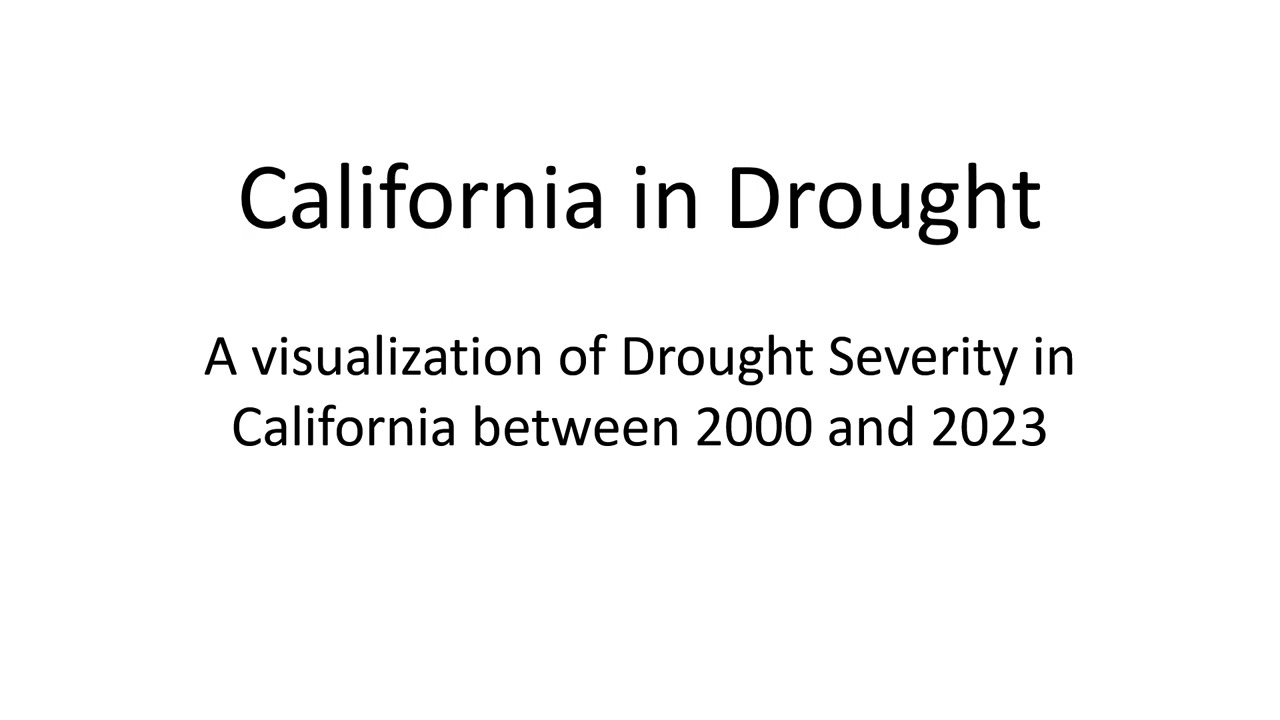 California in Drought
A visualization of Drought Severity in
California between 2000 and 2023